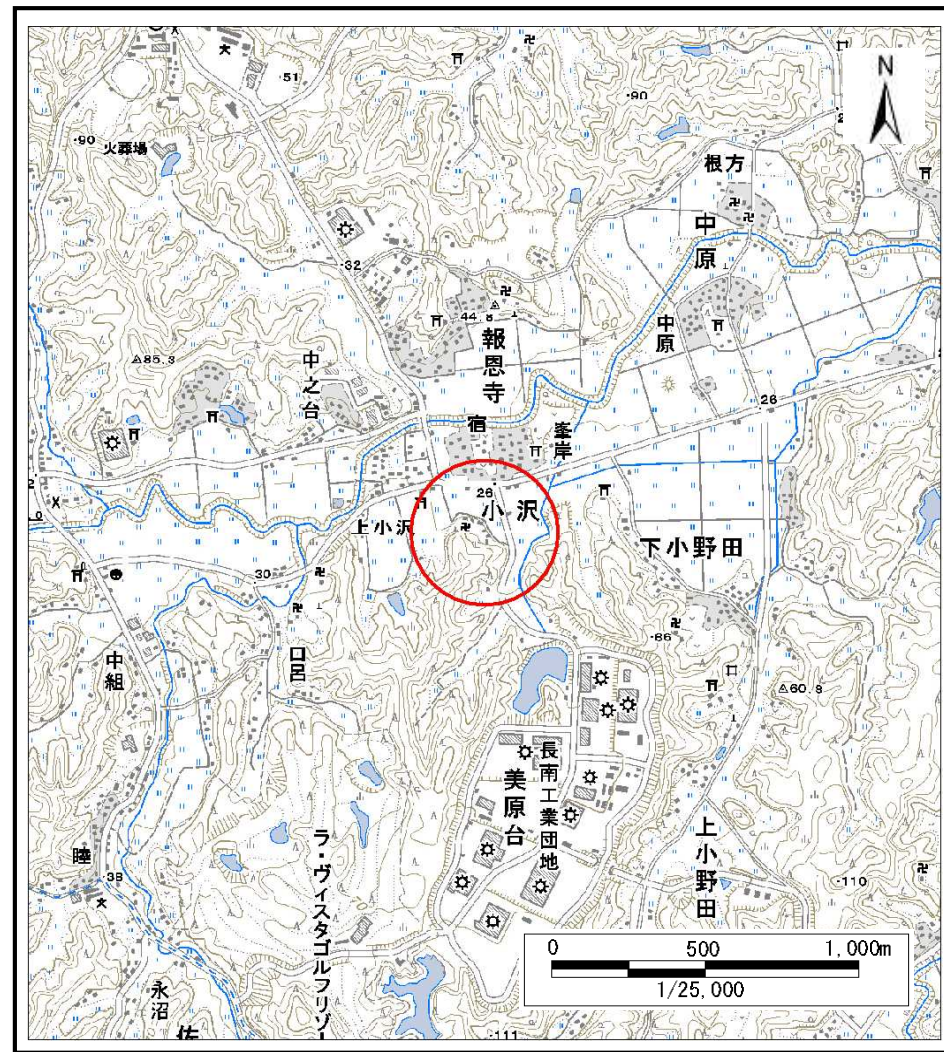 N
・51
・90
・90
火葬場
根方
中原
・32
44.8
報恩寺
中原
△85.3
中之台
26
宿
峯岸
26
小沢
上小沢
下小野田
30
・86
口呂
中組
△60.8
長南工業団地
美原台
睦
・38
ラ・ヴィスタゴルフリゾー
上小野田
・110
永沼
佐
・111
0 500 1,000m
1/25,000
60